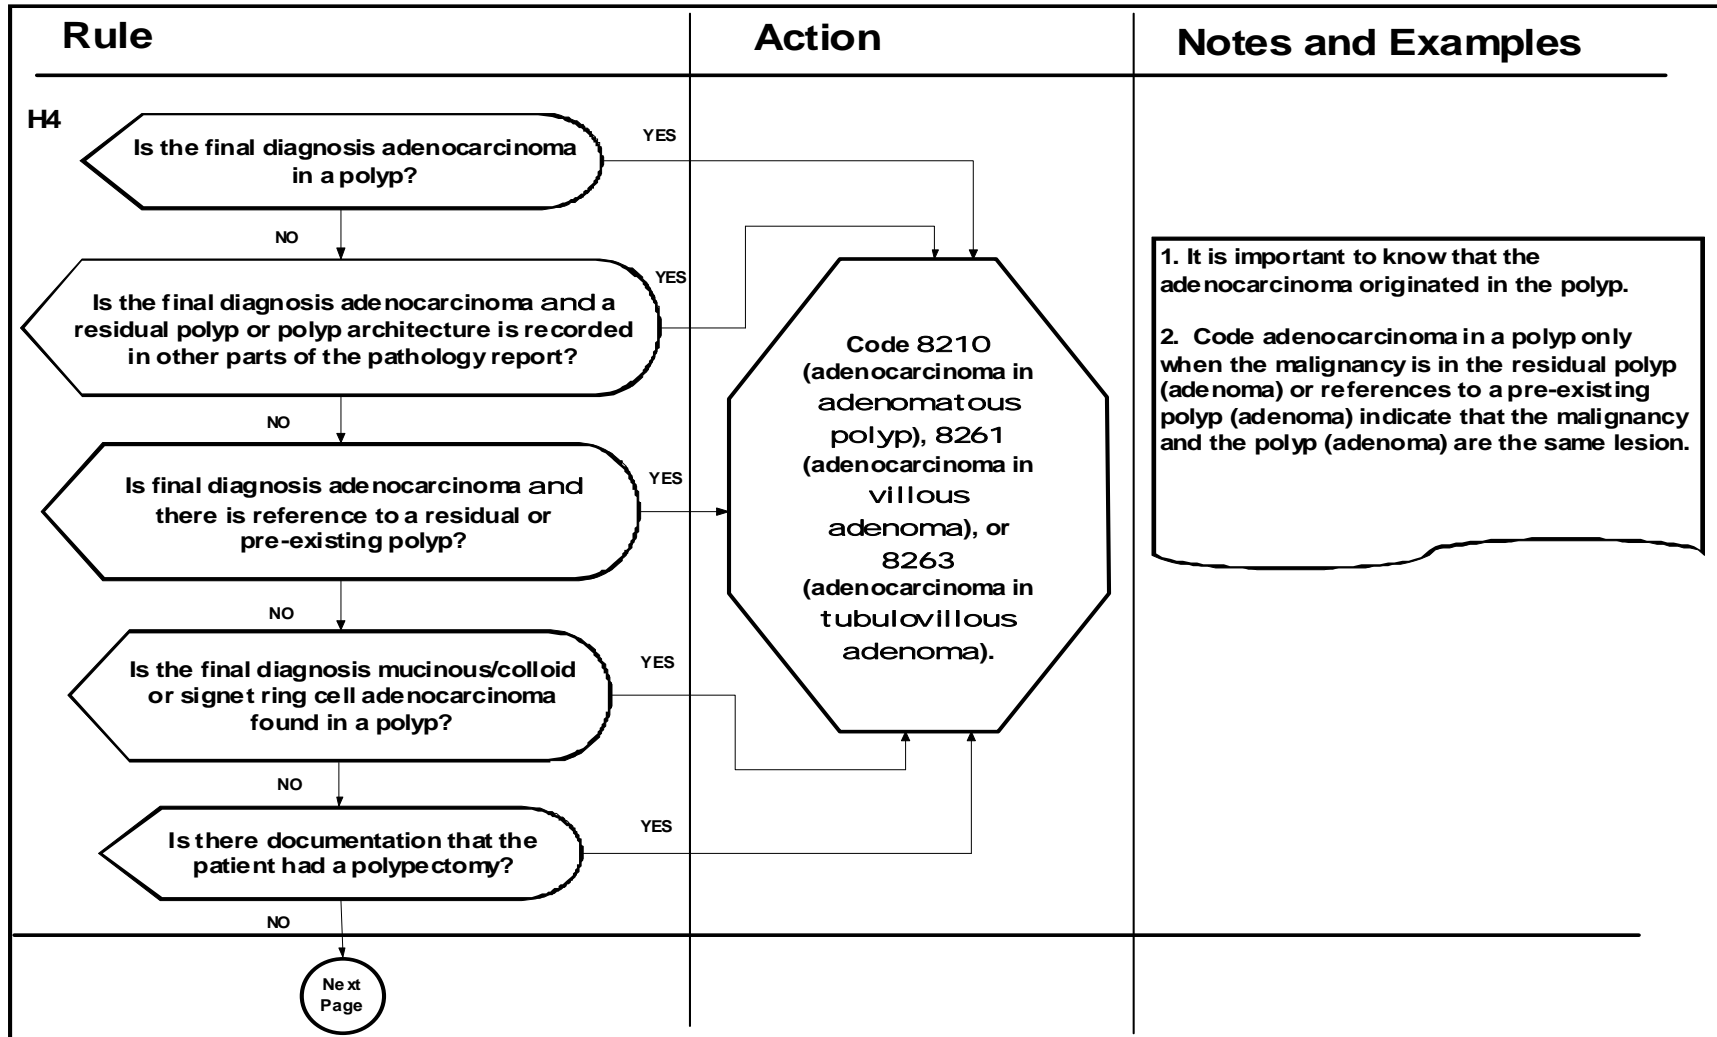 Rule
Action
Notes and Examples
H4
Is the final diagnosis adenocarcinoma
in a polyp?
YES
NO
Is the final diagnosis adenocarcinoma and a
residual polyp or polyp architecture is recorded
in other parts of the pathology report?
YES
NO
Is final diagnosis adenocarcinoma and
there is reference to a residual or
pre-existing polyp?
YES
NO
Is the final diagnosis mucinous/colloid
or signet ring cell adenocarcinoma
found in a polyp?
YES
NO
Is there documentation that the
patient had a polypectomy?
YES
NO
Next
Page
Code 8210
(adenocarcinoma in
adenomatous
polyp), 8261
(adenocarcinoma in
villous
adenoma), or
8263
(adenocarcinoma in
tubulovillous
adenoma).
1. It is important to know that the
adenocarcinoma originated in the polyp.
2. Code adenocarcinoma in a polyp only
when the malignancy is in the residual polyp
(adenoma) or references to a pre-existing
polyp (adenoma) indicate that the malignancy
and the polyp (adenoma) are the same lesion.